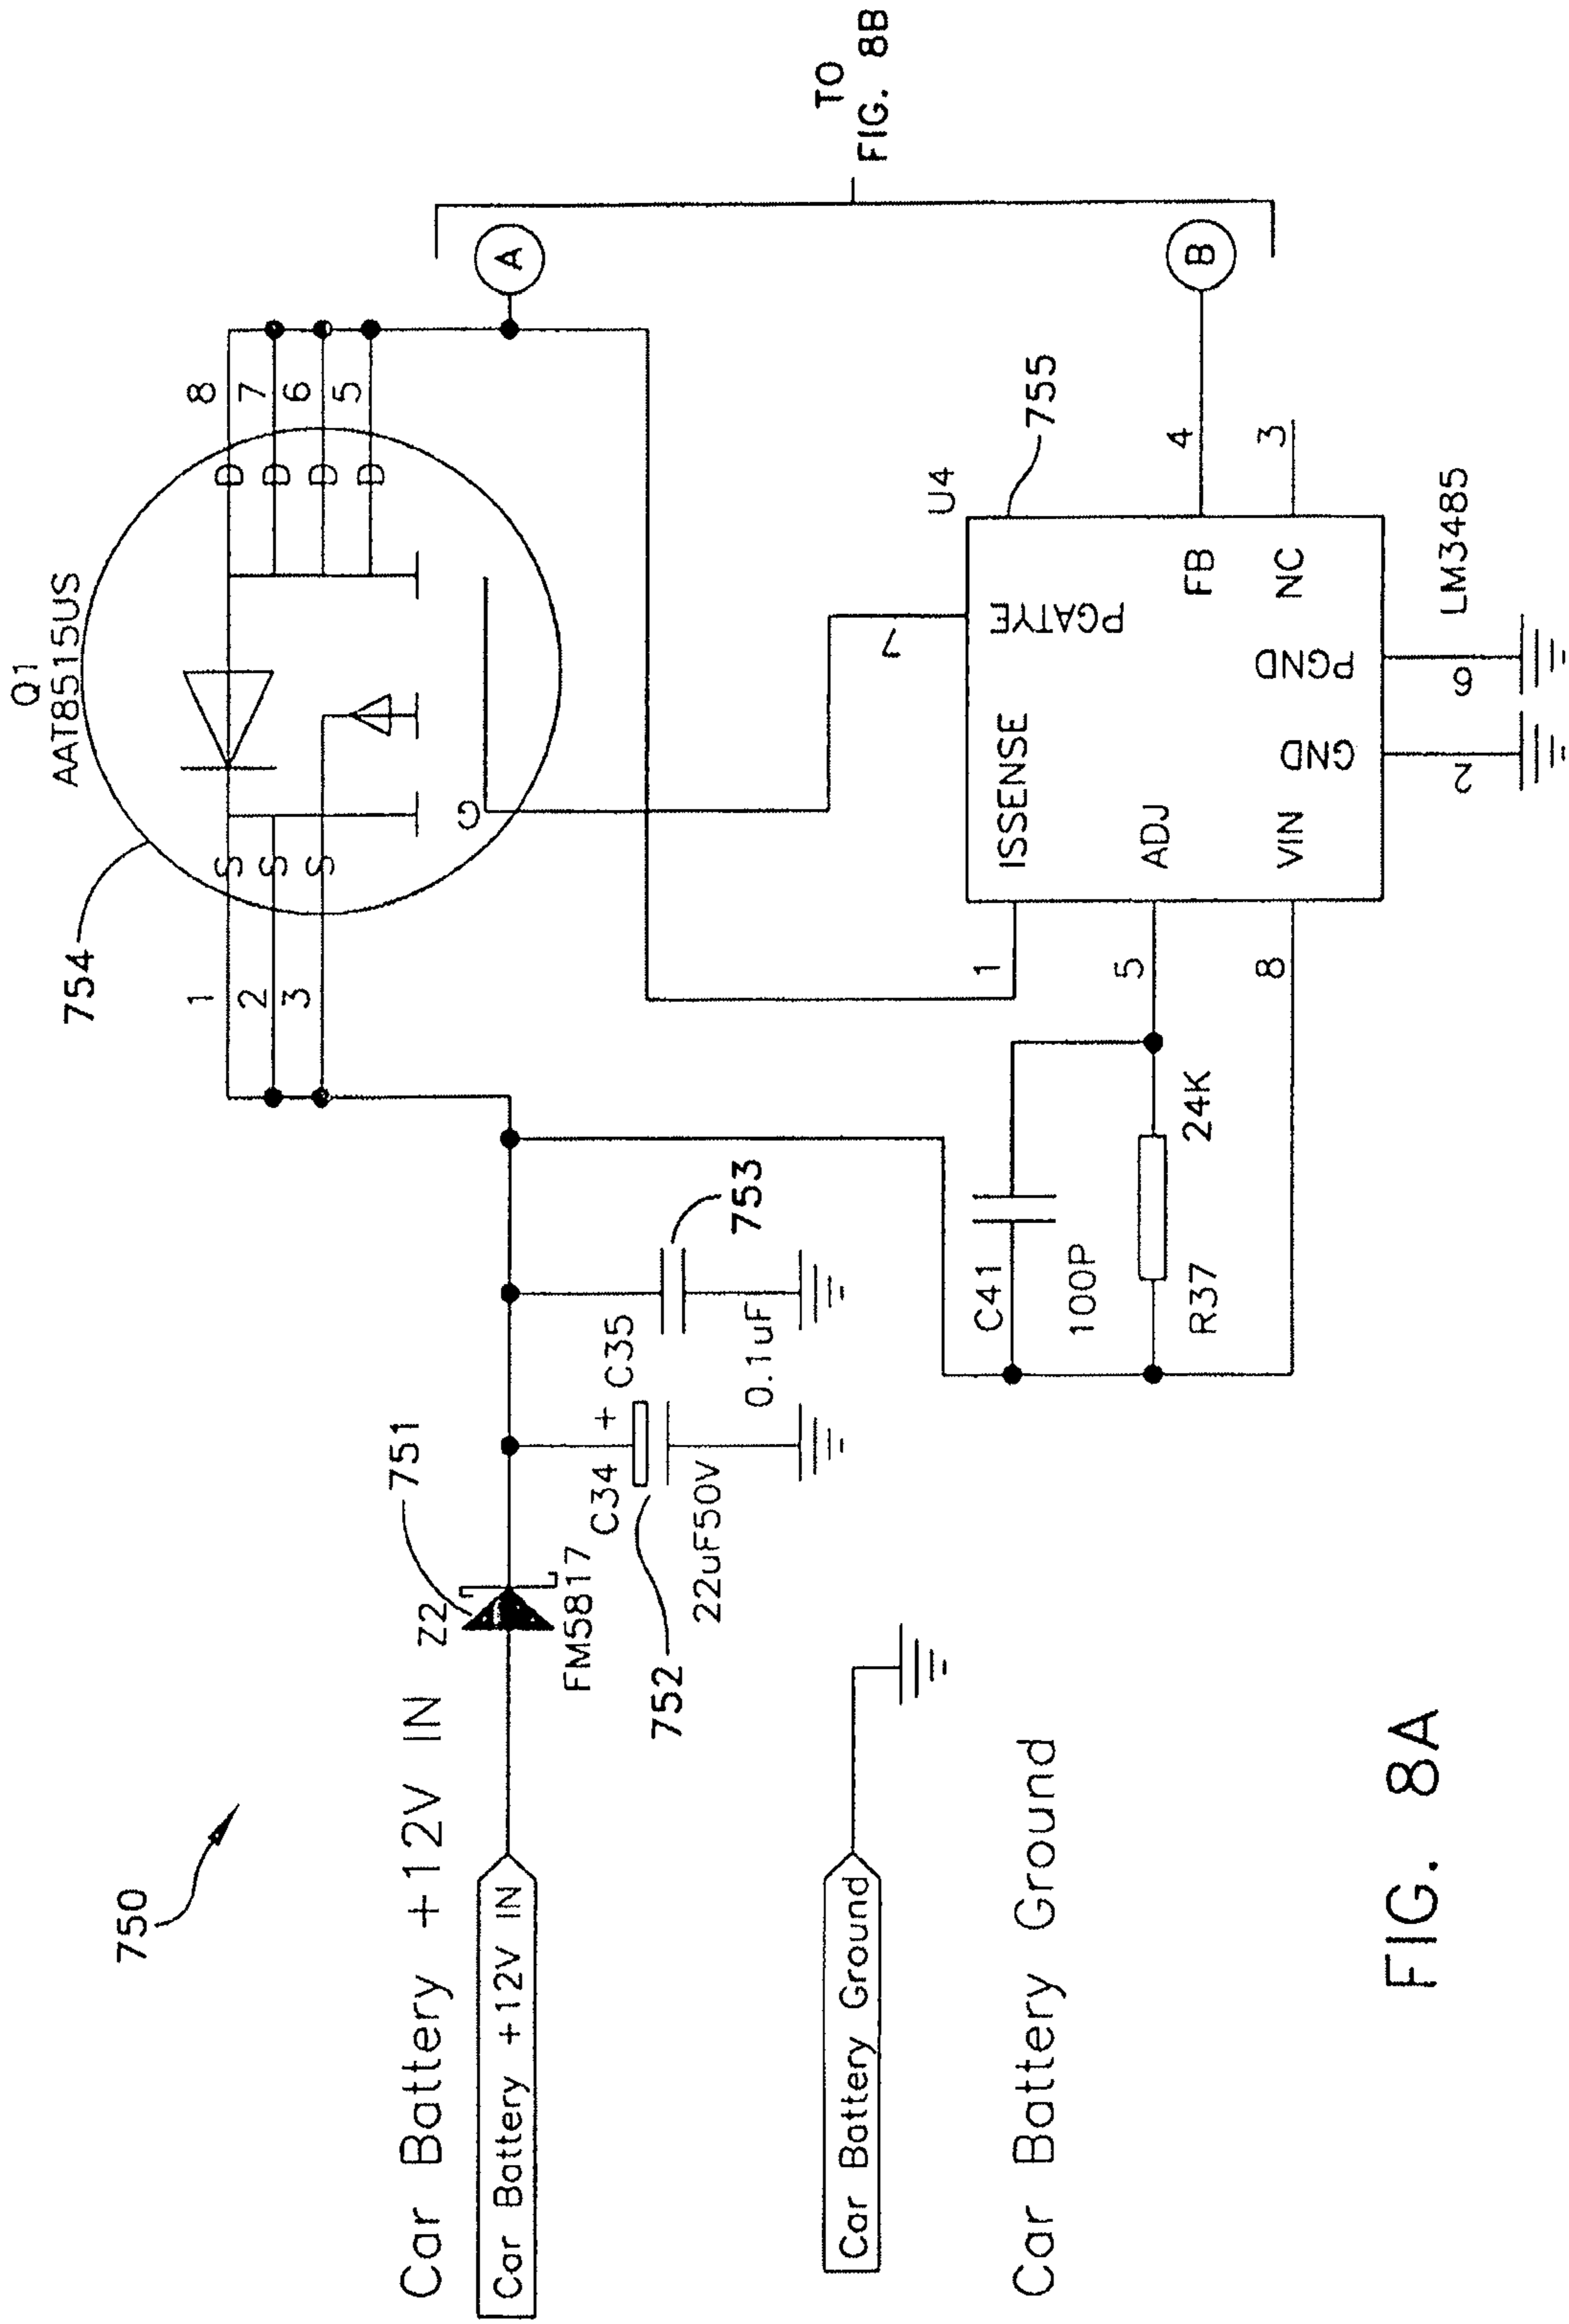 750
Car Battery +12V IN
Car Battery +12V IN
Car Battery Ground
Car Battery Ground
Z2
751
FM5817
C34
+
C35
752
22uF50V
753
0.1uF
754
Q1
AAT8515US
1
2
3
S
S
S
G
D
D
D
D
8
7
6
5
A
TO
FIG. 8B
B
C41
100P
R37
24K
1
5
8
ISSENSE
ADJ
VIN
PGATYE
7
U4
755
FB
4
NC
3
GND
2
PGND
6
LM3485
FIG. 8A